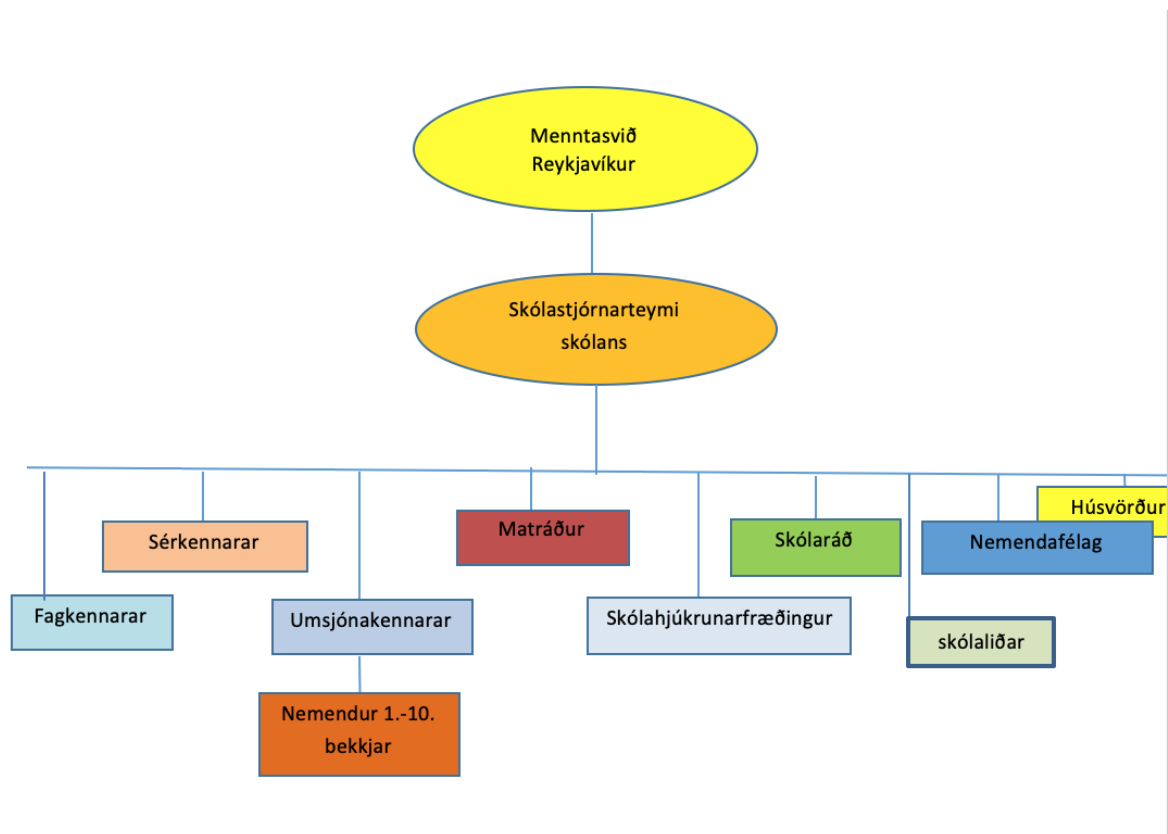 Menntasvið
Reykjavíkur
Skólastjórnarteymi
skólans
Húsvörður
Sérkennarar
Matráður
Skólaráð
Nemendafélag
Fagkennarar
Umsjónakennarar
Skólahjúkrunarfræðingur
skólaliðar
Nemendur 1.-10.
bekkjar